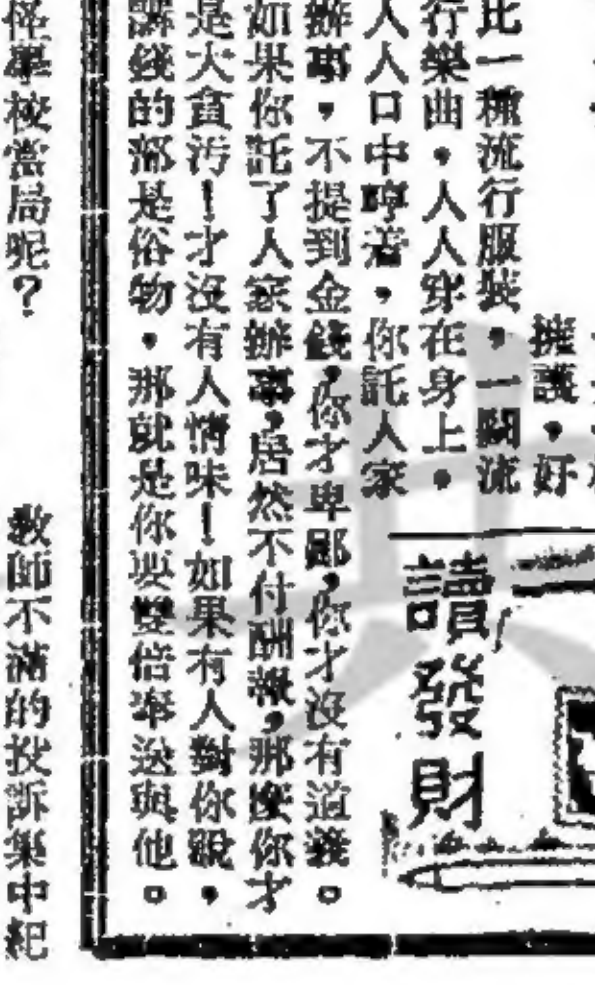 擁護，好
比一種流行服裝，一闋流
行樂曲，人人穿在身上，
人人口中哼着，你託人家
辦事，不提到金錢，你才卑鄙，你才沒有道義。
如果你託了人家辦事，居然不付酬報，那麼你才
是大貪污！才沒有人情味！如果有人對你說，
講錢的都是俗物，那就是你要雙倍奉送與他。
讀發財
學校當局呢？
教師不滿的投訴集中紀